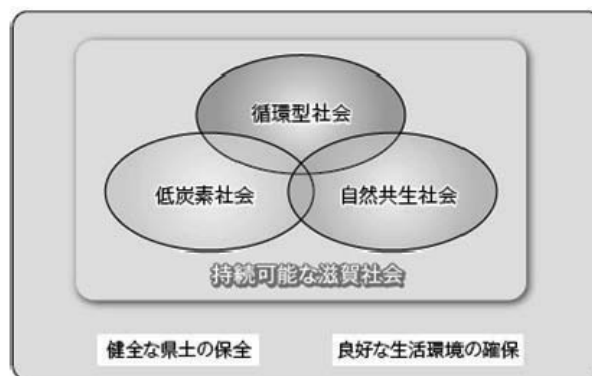 循環型社会
低炭素社会
自然共生社会
持続可能な滋賀社会
健全な県土の保全
良好な生活環境の確保